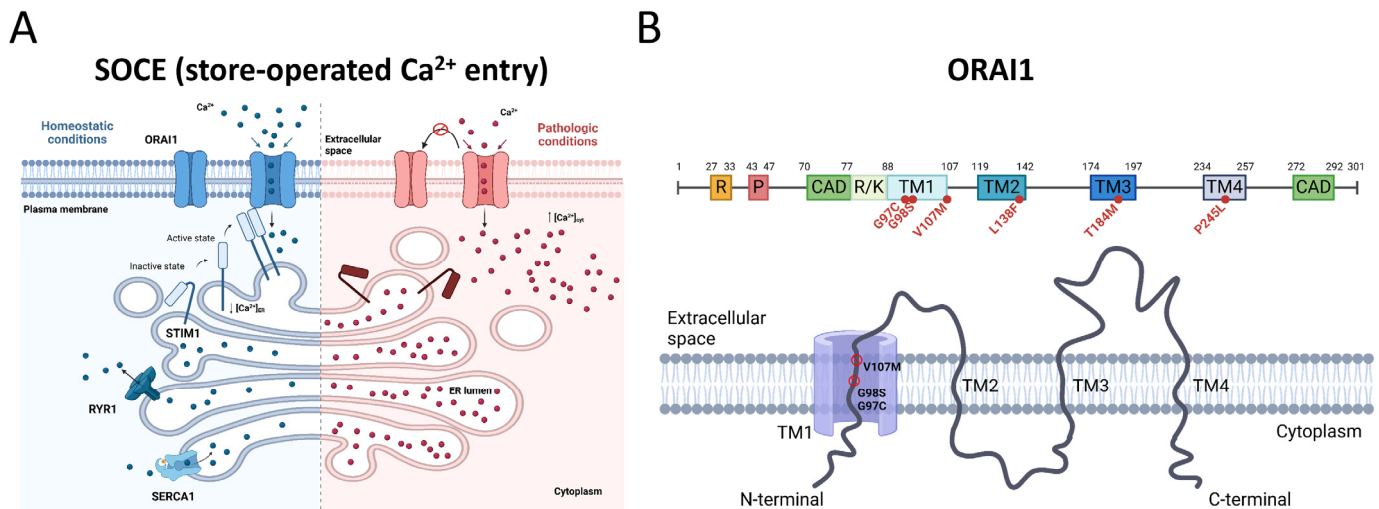 A
SOCE (store-operated Ca²⁺ entry)
Ca²⁺
Ca²⁺
Homeostatic
conditions
ORAI1
Extracellular
space
Pathologic
conditions
Plasma membrane
↑ [Ca²⁺]cyt
Active state
Inactive state
↓ [Ca²⁺]ER
STIM1
RYR1
ER lumen
SERCA1
Cytoplasm
B
ORAI1
1 27 33 43 47 70 77 88 107 119 142 174 197 234 257 272 292 301
R P CAD R/K TM1 TM2 TM3 TM4 CAD
G97C G98S V107M L138F T184M P245L
Extracellular
space
V107M
G98S
G97C
TM1
TM2
TM3
TM4
Cytoplasm
N-terminal
C-terminal